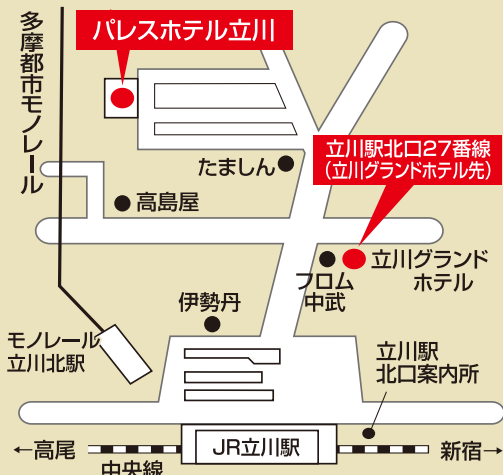 多摩都市モノレール
パレスホテル立川
立川駅北口27番線
(立川グランドホテル先)
たましん
高島屋
立川グランド
ホテル
フロム
中武
伊勢丹
モノレール
立川北駅
立川駅
北口案内所
JR立川駅
←高尾
中央線
新宿→